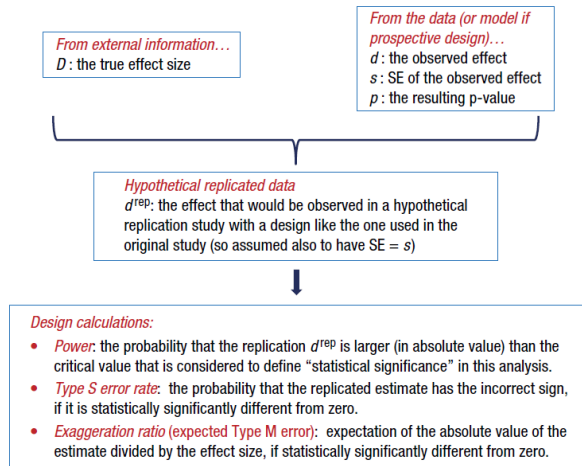 From external information…
D : the true effect size
From the data (or model if
prospective design)…
d : the observed effect
s : SE of the observed effect
p : the resulting p-value
Hypothetical replicated data
d^rep: the effect that would be observed in a hypothetical
replication study with a design like the one used in the
original study (so assumed also to have SE = s)
Design calculations:
• Power: the probability that the replication d^rep is larger (in absolute value) than the
critical value that is considered to define “statistical significance” in this analysis.
• Type S error rate: the probability that the replicated estimate has the incorrect sign,
if it is statistically significantly different from zero.
• Exaggeration ratio (expected Type M error): expectation of the absolute value of the
estimate divided by the effect size, if statistically significantly different from zero.